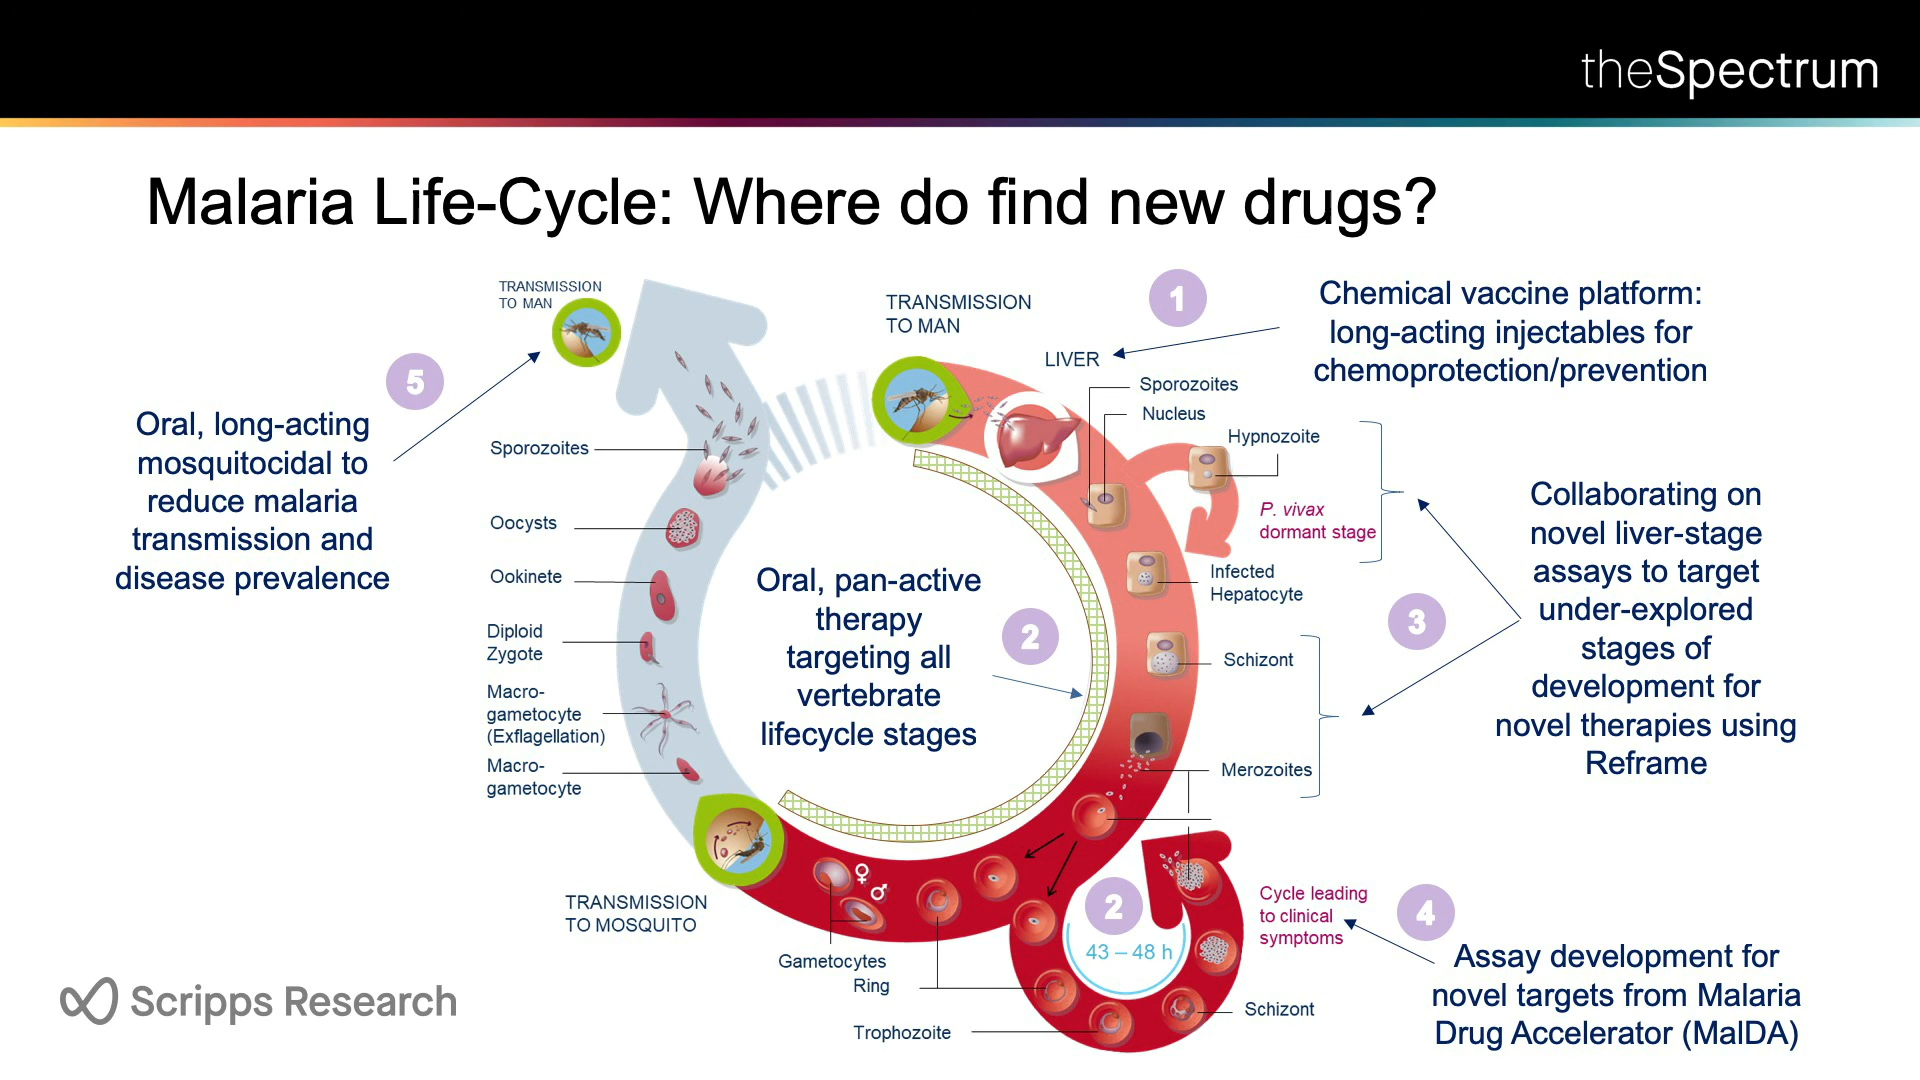 theSpectrum
Malaria Life-Cycle: Where do find new drugs?
TRANSMISSION
TO MAN
5
Oral, long-acting
mosquitocidal to
reduce malaria
transmission and
disease prevalence
Sporozoites
Oocysts
Ookinete
Diploid
Zygote
Macro-
gametocyte
(Exflagellation)
Macro-
gametocyte
TRANSMISSION
TO MOSQUITO
TRANSMISSION
TO MAN
LIVER
1
Chemical vaccine platform:
long-acting injectables for
chemoprotection/prevention
Sporozoites
Nucleus
Hypnozoite
P. vivax
dormant stage
Infected
Hepatocyte
Schizont
Merozoites
3
Collaborating on
novel liver-stage
assays to target
under-explored
stages of
development for
novel therapies using
Reframe
Oral, pan-active
therapy
targeting all
vertebrate
lifecycle stages
2
♀
♂
Gametocytes
Ring
Trophozoite
2
43 – 48 h
Schizont
Cycle leading
to clinical
symptoms
4
Assay development for
novel targets from Malaria
Drug Accelerator (MalDA)
Scripps Research